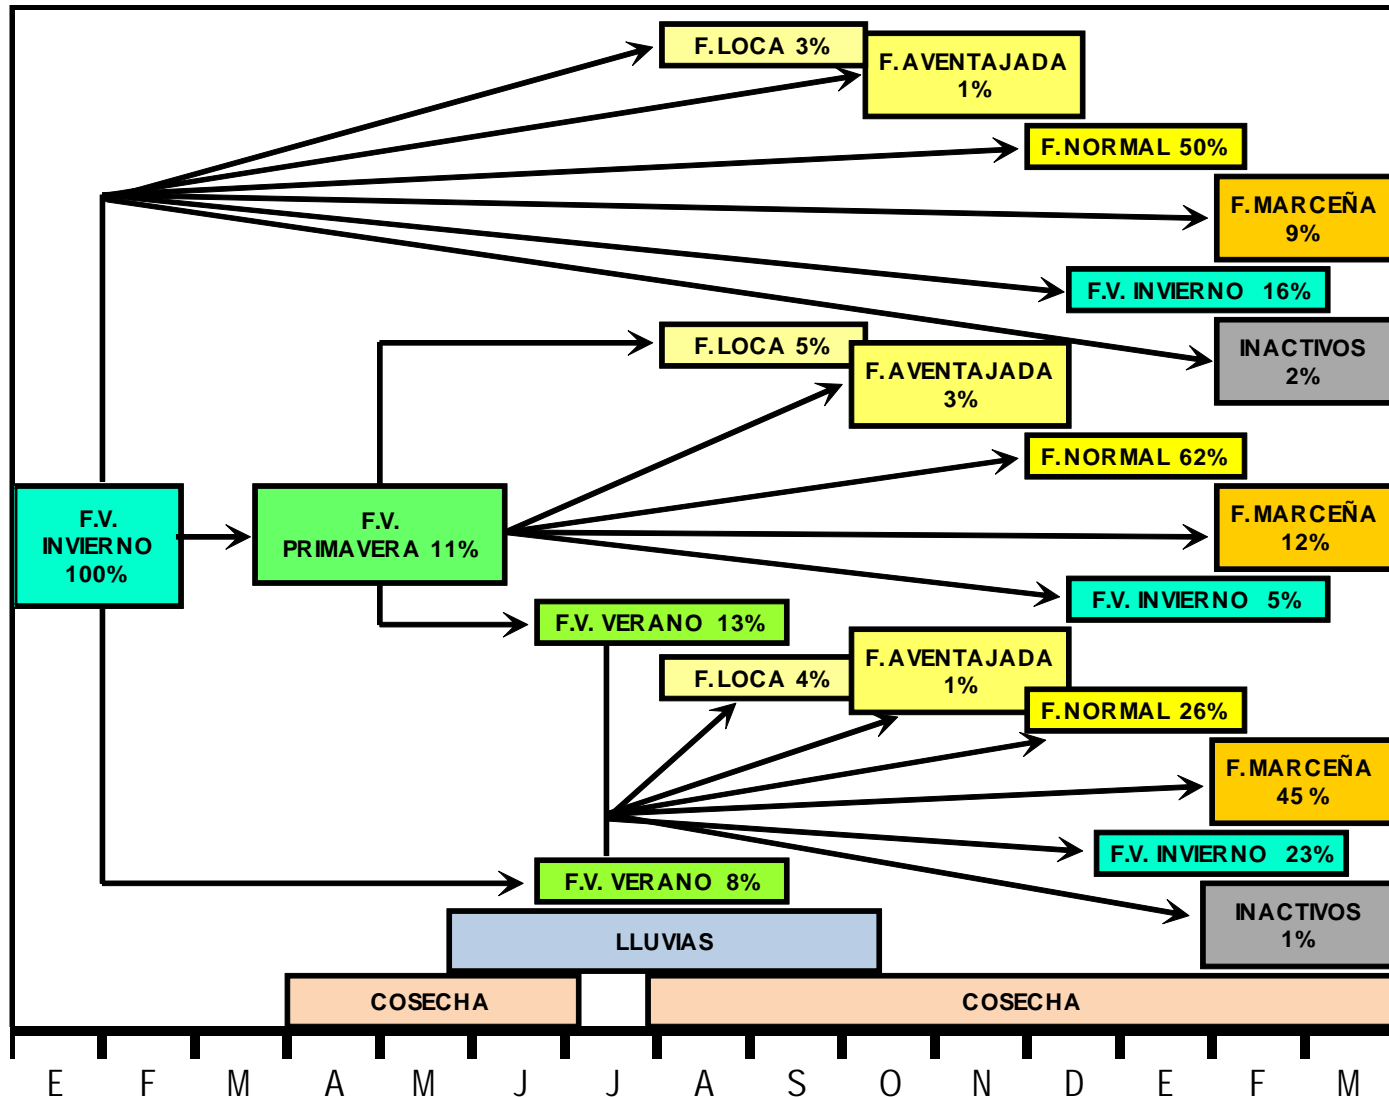 F.LOCA 3%
F.AVENTAJADA
1%
F.NORMAL 50%
F.MARCEÑA
9%
F.V. INVIERNO 16%
INACTIVOS
2%
F.LOCA 5%
F.AVENTAJADA
3%
F.NORMAL 62%
F.MARCEÑA
12%
F.V. INVIERNO 5%
F.V.
INVIERNO
100%
F.V.
PRIMAVERA 11%
F.V. VERANO 13%
F.LOCA 4%
F.AVENTAJADA
1%
F.NORMAL 26%
F.MARCEÑA
45 %
F.V. INVIERNO 23%
INACTIVOS
1%
F.V. VERANO 8%
LLUVIAS
COSECHA
COSECHA
E F M A M J J A S O N D E F M